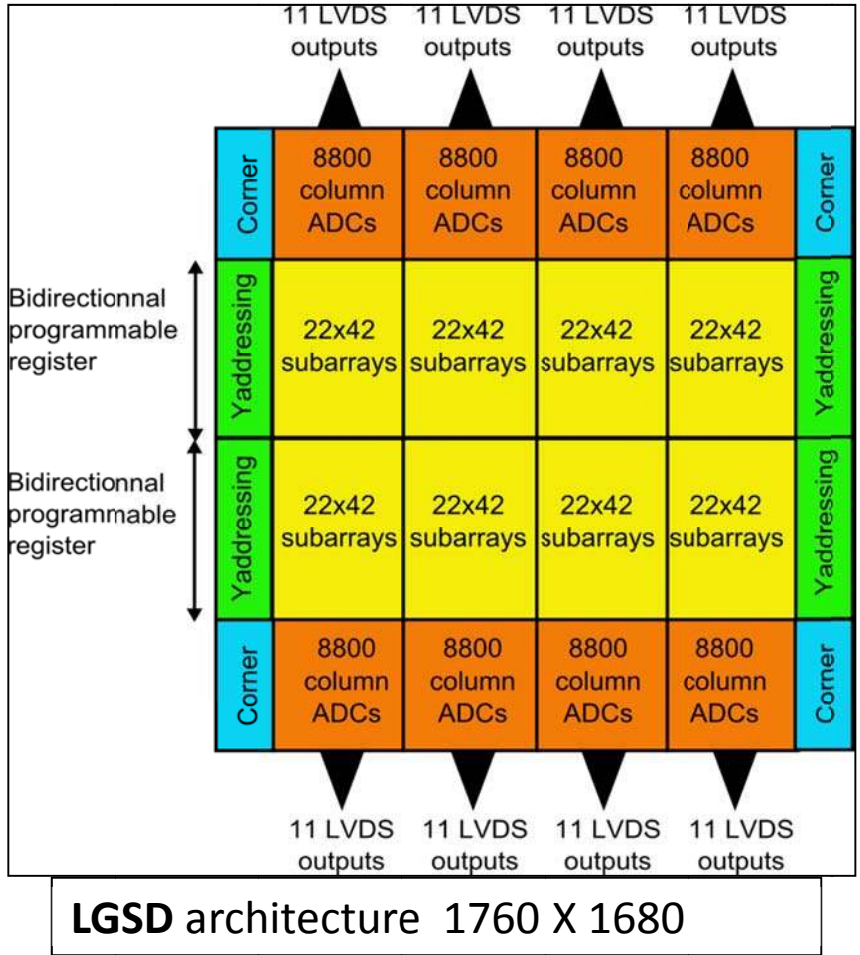 11 LVDS 11 LVDS 11 LVDS 11 LVDS
outputs outputs outputs outputs
Corner
8800 8800 8800 8800
column column column column
ADCs ADCs ADCs ADCs
Corner
Bidirectionnal
programmable
register
Yaddressing
22x42 22x42 22x42 22x42
subarrays subarrays subarrays subarrays
Yaddressing
Bidirectionnal
programmable
register
Yaddressing
22x42 22x42 22x42 22x42
subarrays subarrays subarrays subarrays
Yaddressing
Corner
8800 8800 8800 8800
column column column column
ADCs ADCs ADCs ADCs
Corner
11 LVDS 11 LVDS 11 LVDS 11 LVDS
outputs outputs outputs outputs
LGSD architecture 1760 X 1680